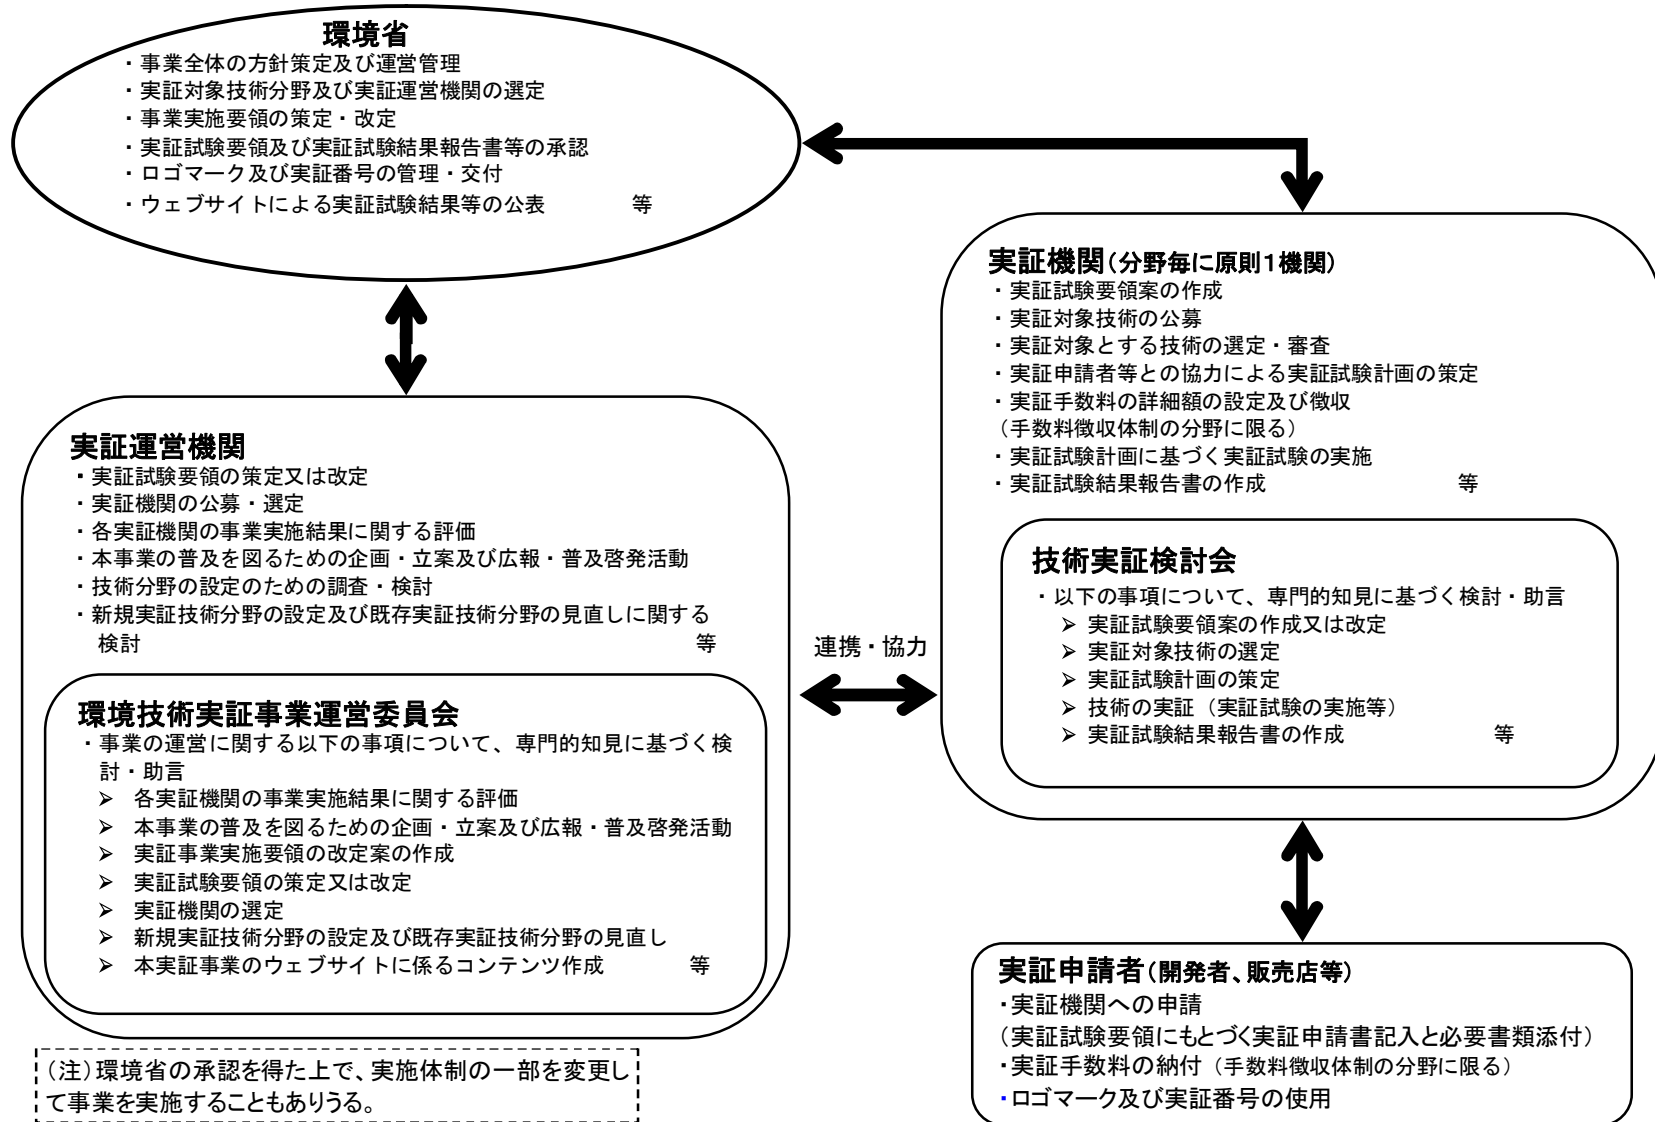 環境省
・事業全体の方針策定及び運営管理
・実証対象技術分野及び実証運営機関の選定
・事業実施要領の策定・改定
・実証試験要領及び実証試験結果報告書等の承認
・ロゴマーク及び実証番号の管理・交付
・ウェブサイトによる実証試験結果等の公表　　　　等
実証運営機関
・実証試験要領の策定又は改定
・実証機関の公募・選定
・各実証機関の事業実施結果に関する評価
・本事業の普及を図るための企画・立案及び広報・普及啓発活動
・技術分野の設定のための調査・検討
・新規実証技術分野の設定及び既存実証技術分野の見直しに関する
検討　　　　等
環境技術実証事業運営委員会
・事業の運営に関する以下の事項について、専門的知見に基づく検
討・助言
➢ 各実証機関の事業実施結果に関する評価
➢ 本事業の普及を図るための企画・立案及び広報・普及啓発活動
➢ 実証事業実施要領の改定案の作成
➢ 実証試験要領の策定又は改定
➢ 実証機関の選定
➢ 新規実証技術分野の設定及び既存実証技術分野の見直し
➢ 本実証事業のウェブサイトに係るコンテンツ作成　　　　等
（注）環境省の承認を得た上で、実施体制の一部を変更し
て事業を実施することもありうる。
連携・協力
実証機関（分野毎に原則１機関）
・実証試験要領案の作成
・実証対象技術の公募
・実証対象とする技術の選定・審査
・実証申請者等との協力による実証試験計画の策定
・実証手数料の詳細額の設定及び徴収
（手数料徴収体制の分野に限る）
・実証試験計画に基づく実証試験の実施
・実証試験結果報告書の作成　　　　等
技術実証検討会
・以下の事項について、専門的知見に基づく検討・助言
➢ 実証試験要領案の作成又は改定
➢ 実証対象技術の選定
➢ 実証試験計画の策定
➢ 技術の実証（実証試験の実施等）
➢ 実証試験結果報告書の作成　　　　等
実証申請者（開発者、販売店等）
・実証機関への申請
（実証試験要領にもとづく実証申請書記入と必要書類添付）
・実証手数料の納付（手数料徴収体制の分野に限る）
・ロゴマーク及び実証番号の使用